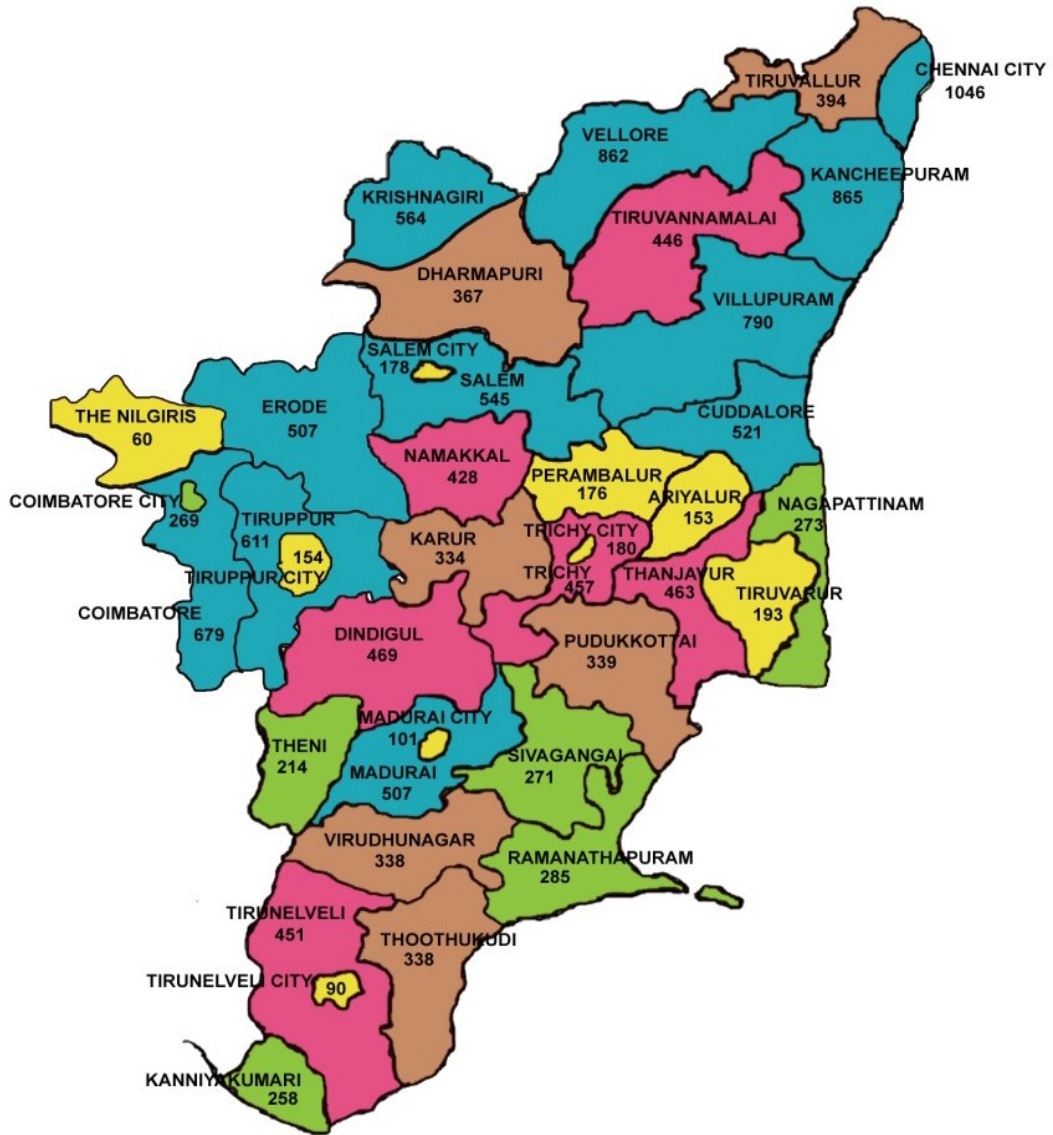 TIRUVALLUR
394
CHENNAI CITY
1046
VELLORE
862
KANCHEEPURAM
865
KRISHNAGIRI
564
TIRUVANNAMALAI
446
DHARMAPURI
367
VILLUPURAM
790
SALEM CITY
178
SALEM
545
THE NILGIRIS
60
ERODE
507
CUDDALORE
521
NAMAKKAL
428
PERAMBALUR
176
ARIYALUR
153
COIMBATORE CITY
269
NAGAPATTINAM
273
TIRUPPUR
611
KARUR
334
TRICHY CITY
180
154
TIRUPPUR CITY
TRICHY
457
THANJAVUR
463
TIRUVARUR
193
COIMBATORE
679
DINDIGUL
469
PUDUKKOTTAI
339
MADURAI CITY
101
THENI
214
SIVAGANGAI
271
MADURAI
507
VIRUDHUNAGAR
338
RAMANATHAPURAM
285
TIRUNELVELI
451
THOOTHUKUDI
338
TIRUNELVELI CITY
90
KANNIYAKUMARI
258